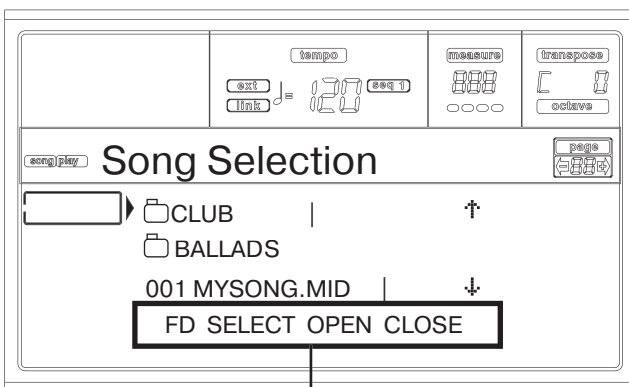 tempo
measure
transpose
ext
120
seq 1
888
C 0
link
octave
song play
Song Selection
page
88
CLUB
BALLADS
001 MYSONG.MID
FD SELECT OPEN CLOSE